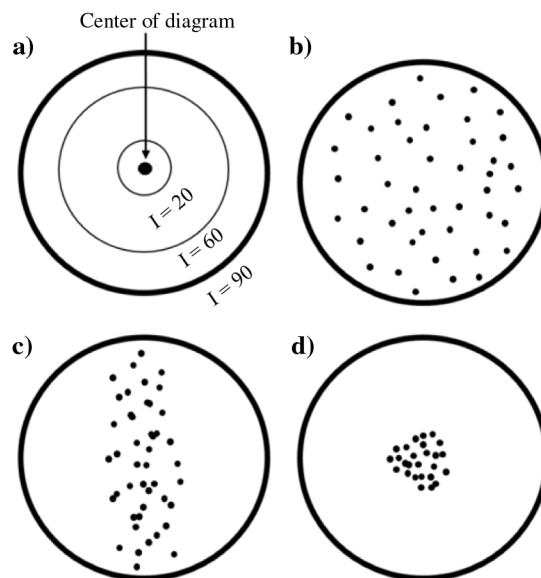 Center of diagram
a)
b)
I = 20
I = 60
I = 90
c)
d)